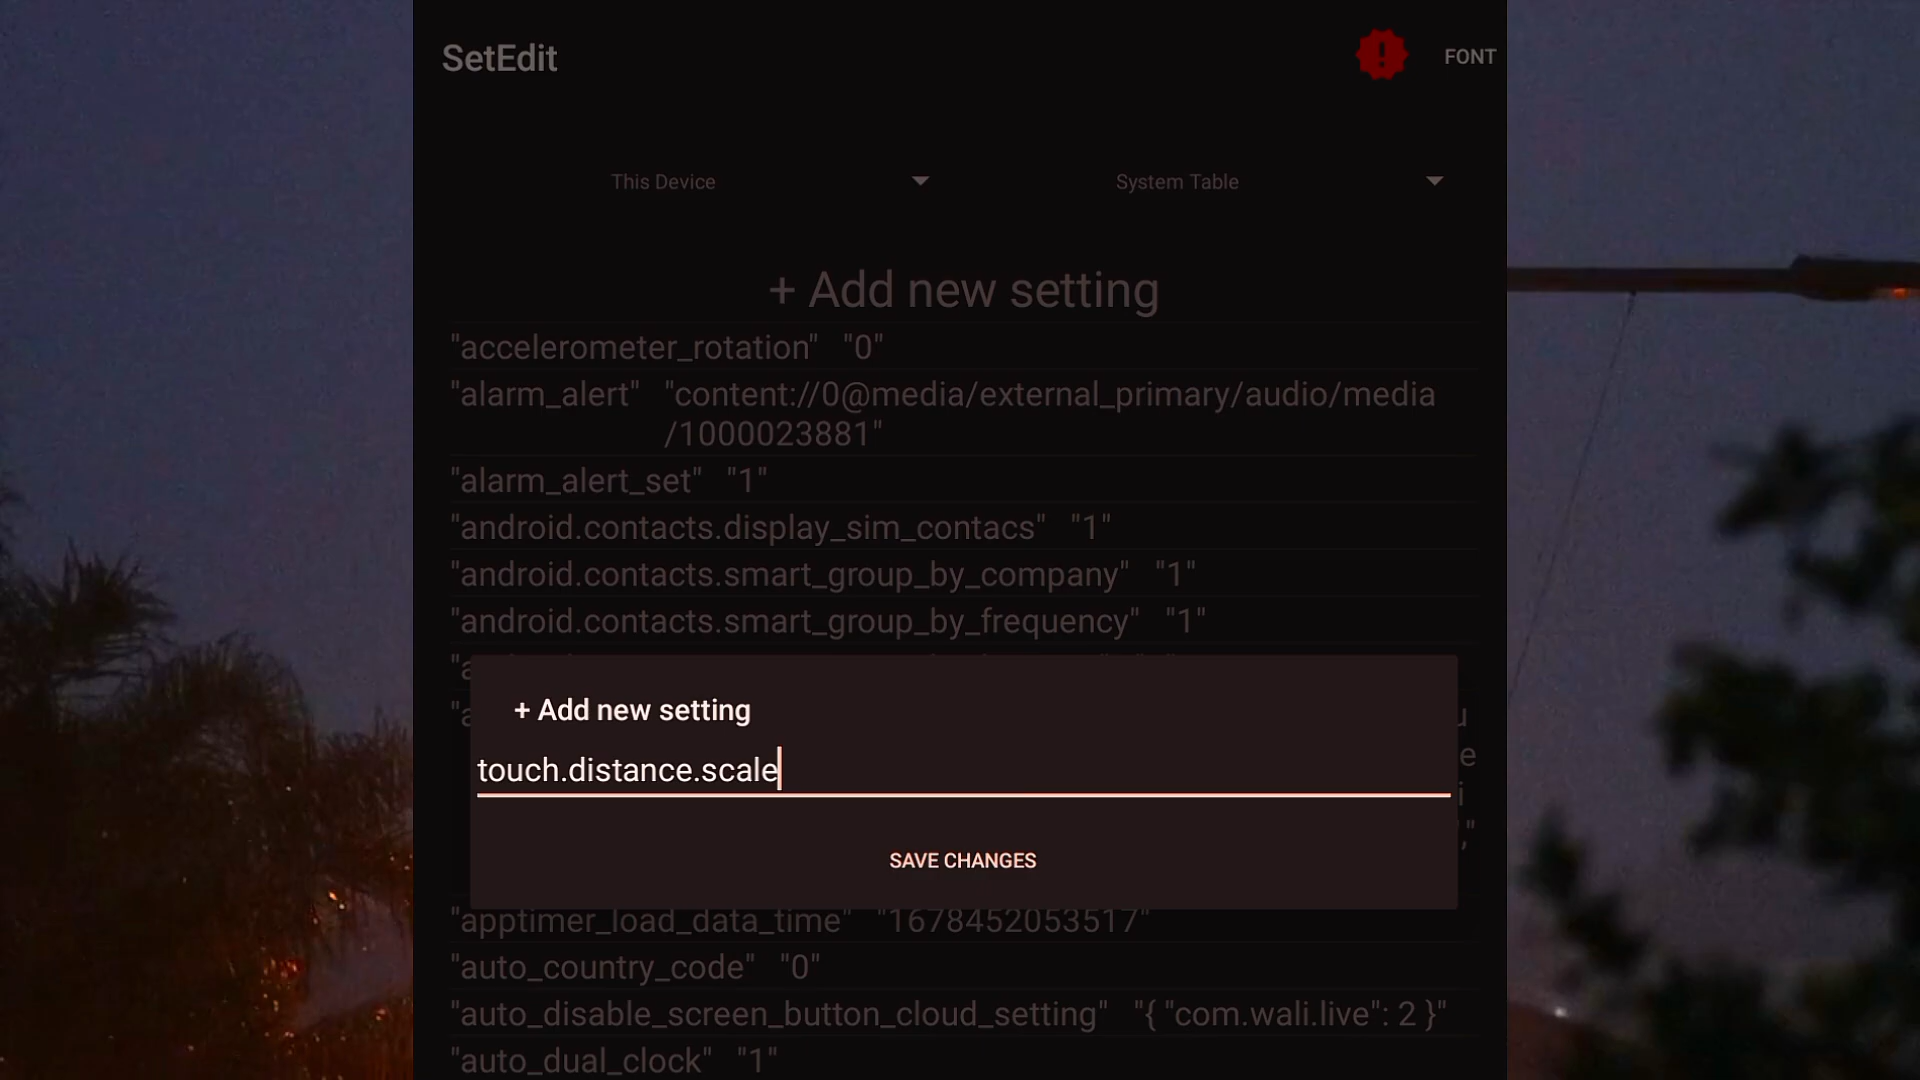 SetEdit
FONT
This Device
System Table
+ Add new setting
"accelerometer_rotation" "0"
"alarm_alert" "content://0@media/external_primary/audio/media
/1000023881"
"alarm_alert_set" "1"
"android.contacts.display_sim_contacs" "1"
"android.contacts.smart_group_by_company" "1"
"android.contacts.smart_group_by_frequency" "1"
+ Add new setting
touch.distance.scale
SAVE CHANGES
"apptimer_load_data_time" "1678452053517"
"auto_country_code" "0"
"auto_disable_screen_button_cloud_setting" "{ "com.wali.live": 2 }"
"auto_dual_clock" "1"